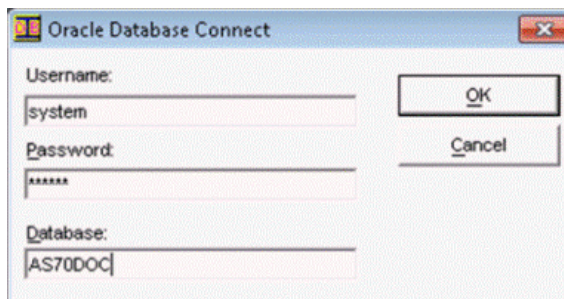 Oracle Database Connect
Username:
system
OK
Password:
******
Cancel
Database:
AS70DOC